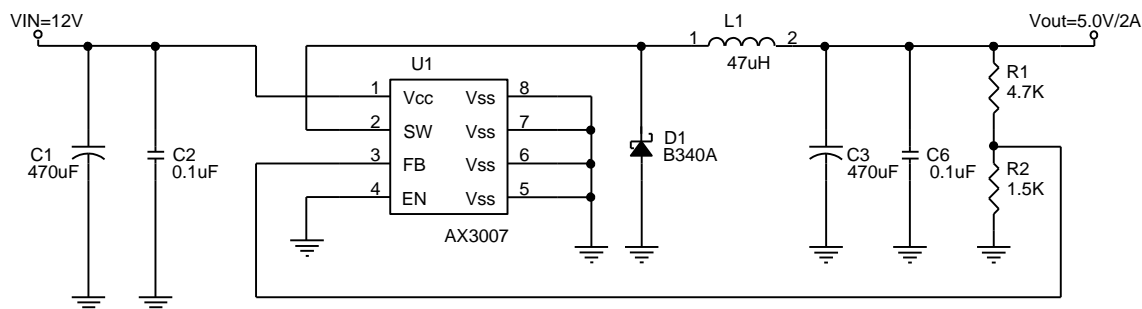 VIN=12V
L1
Vout=5.0V/2A
1
2
47uH
U1
R1
4.7K
1
Vcc
Vss
8
2
SW
Vss
7
3
FB
Vss
6
4
EN
Vss
5
AX3007
C1
470uF
C2
0.1uF
D1
B340A
C3
470uF
C6
0.1uF
R2
1.5K